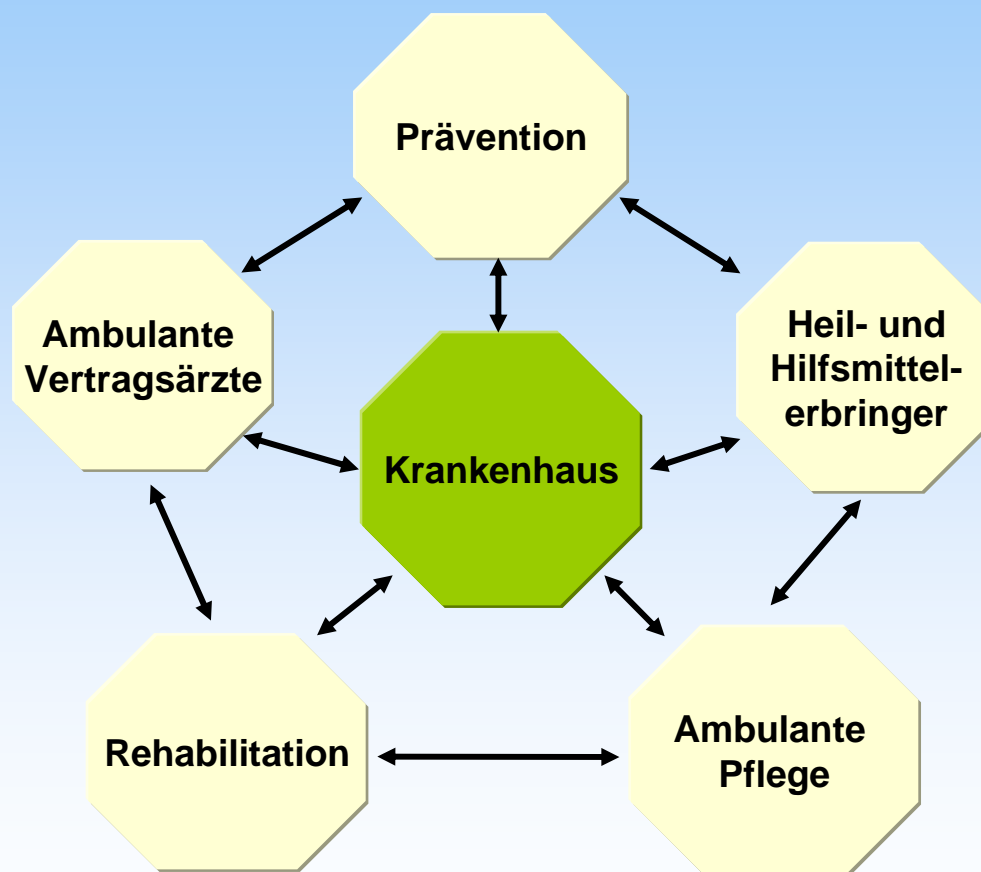 Prävention
Ambulante
Vertragsärzte
Heil- und
Hilfsmittel-
erbringer
Krankenhaus
Rehabilitation
Ambulante
Pflege